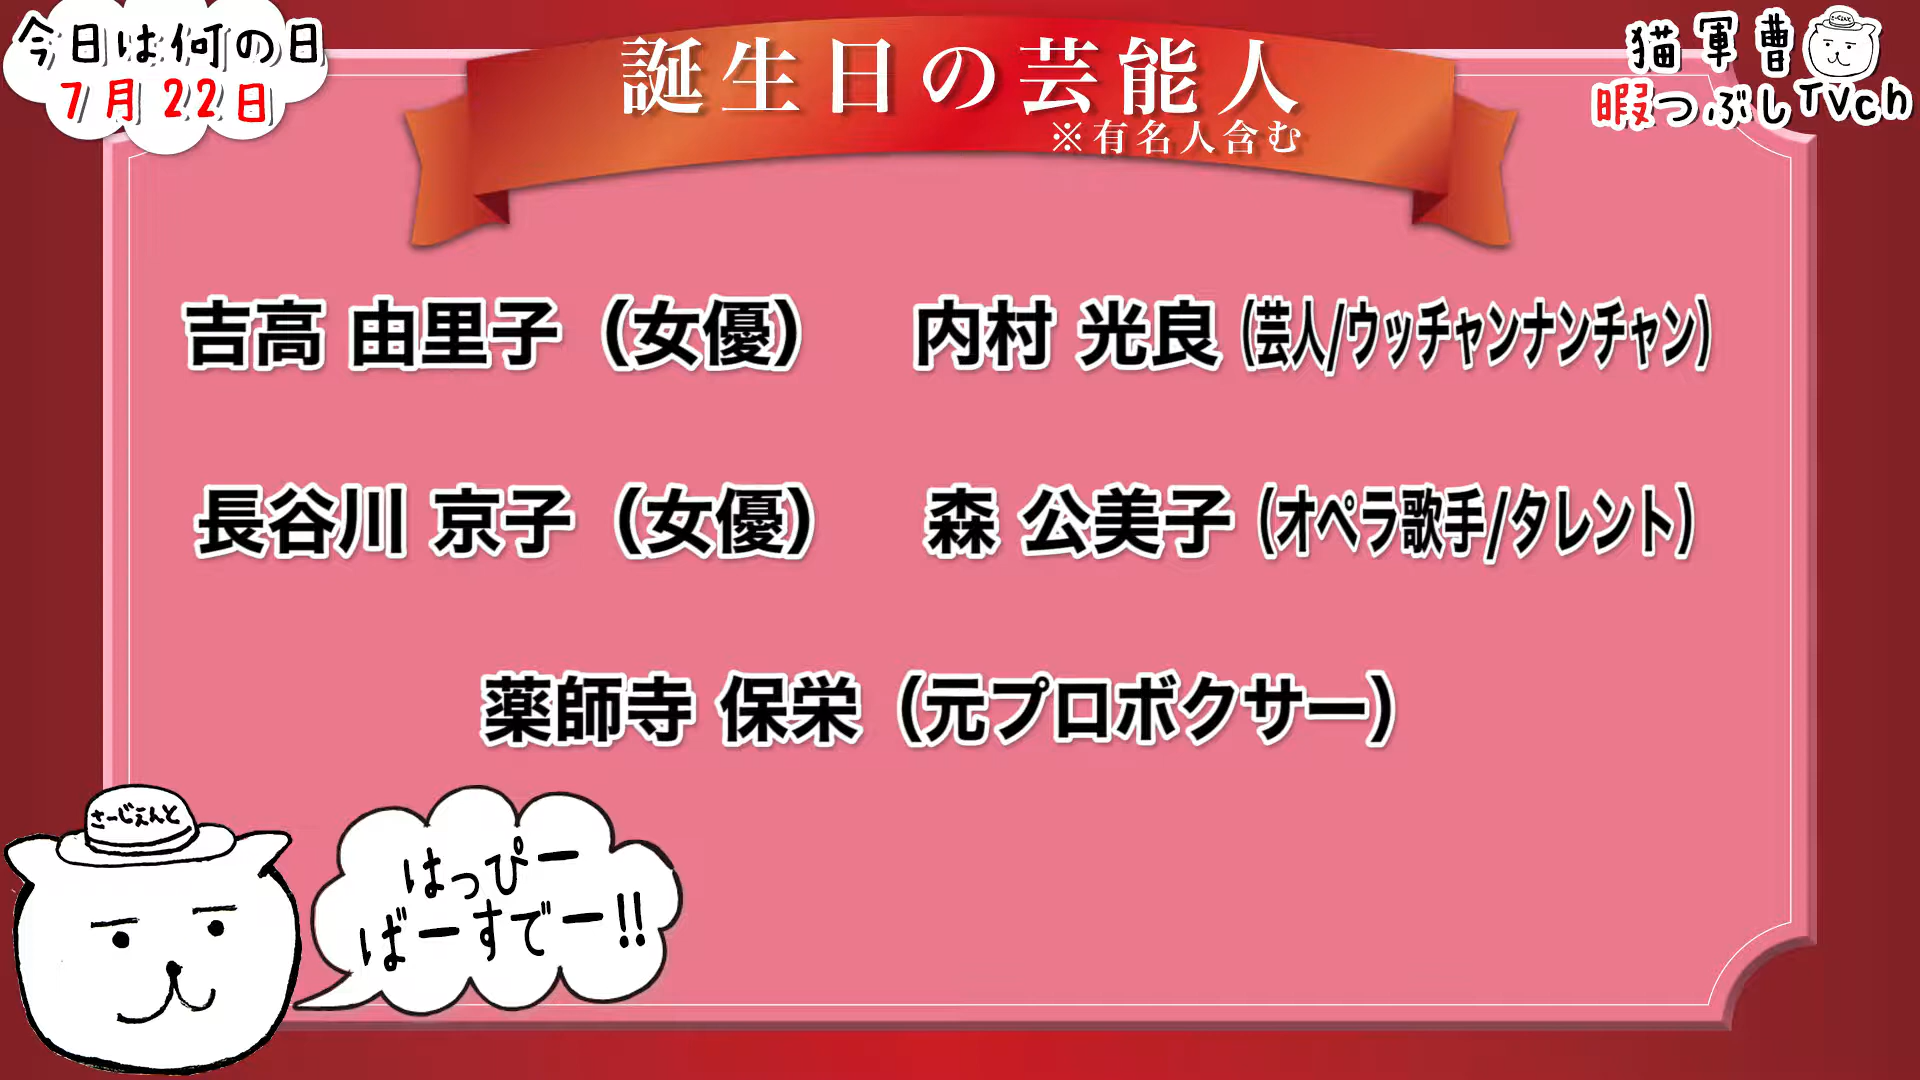 今日は何の日
7月22日
誕生日の芸能人
※有名人含む
猫軍曹
暇つぶしTVch
吉高 由里子（女優）
内村 光良（芸人/ウッチャンナンチャン）
長谷川 京子（女優）
森 公美子（オペラ歌手/タレント）
薬師寺 保栄（元プロボクサー）
さーじぇんと
はっぴー
ばーすでー!!